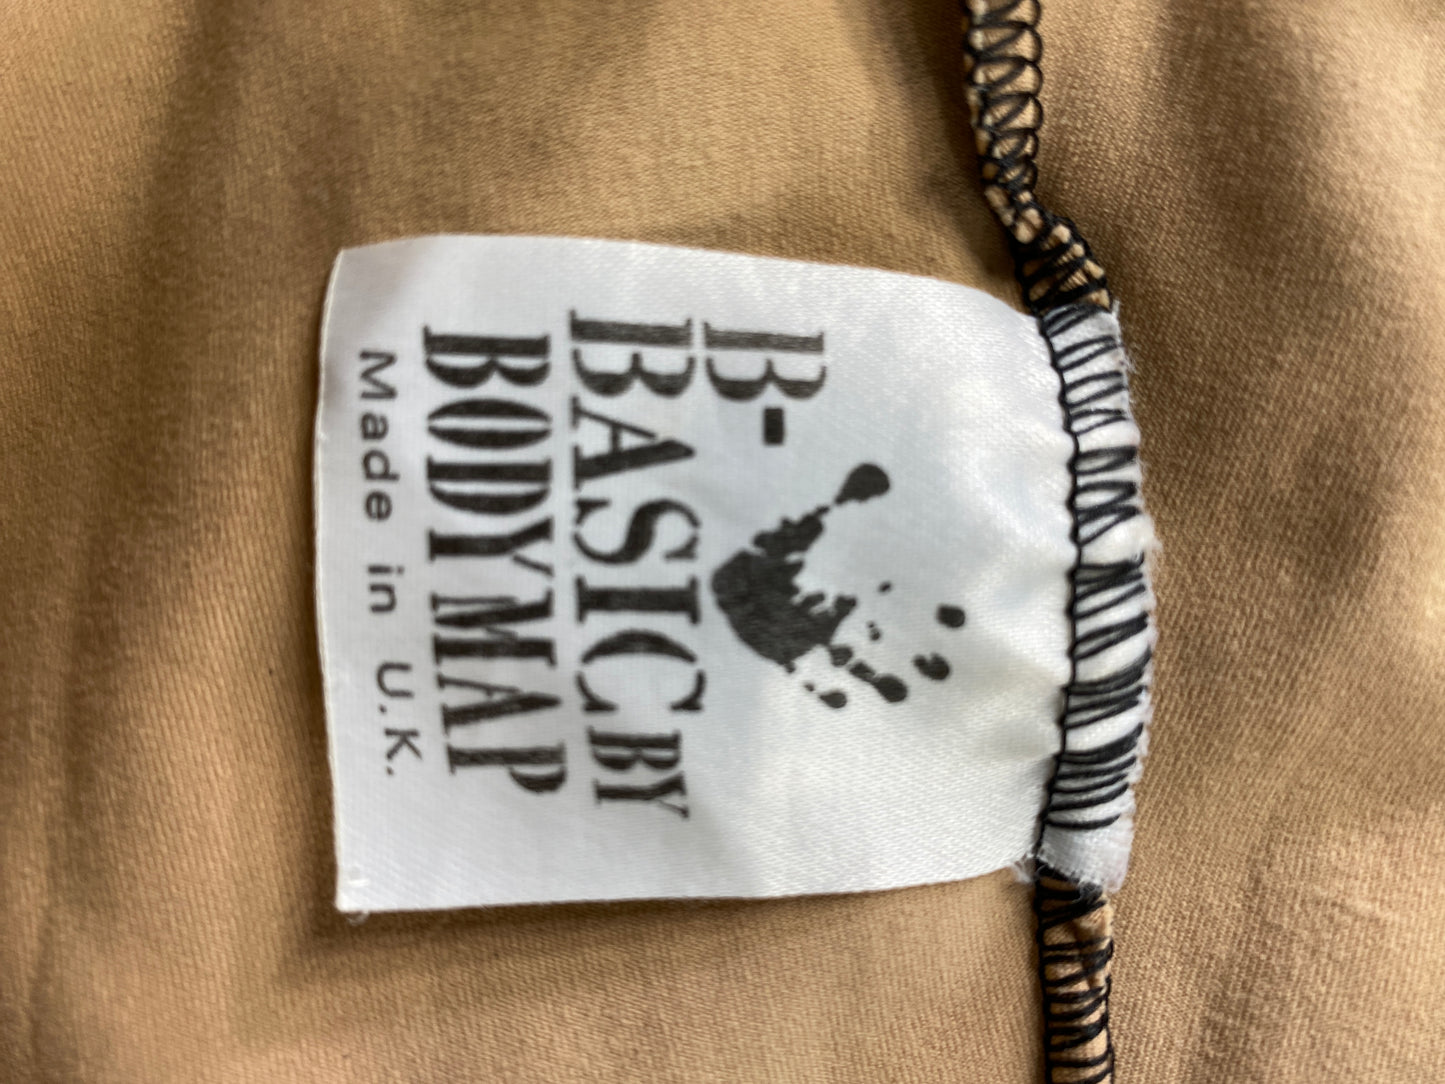 B-
BASIC BY
BODYMAP
Made in U.K.